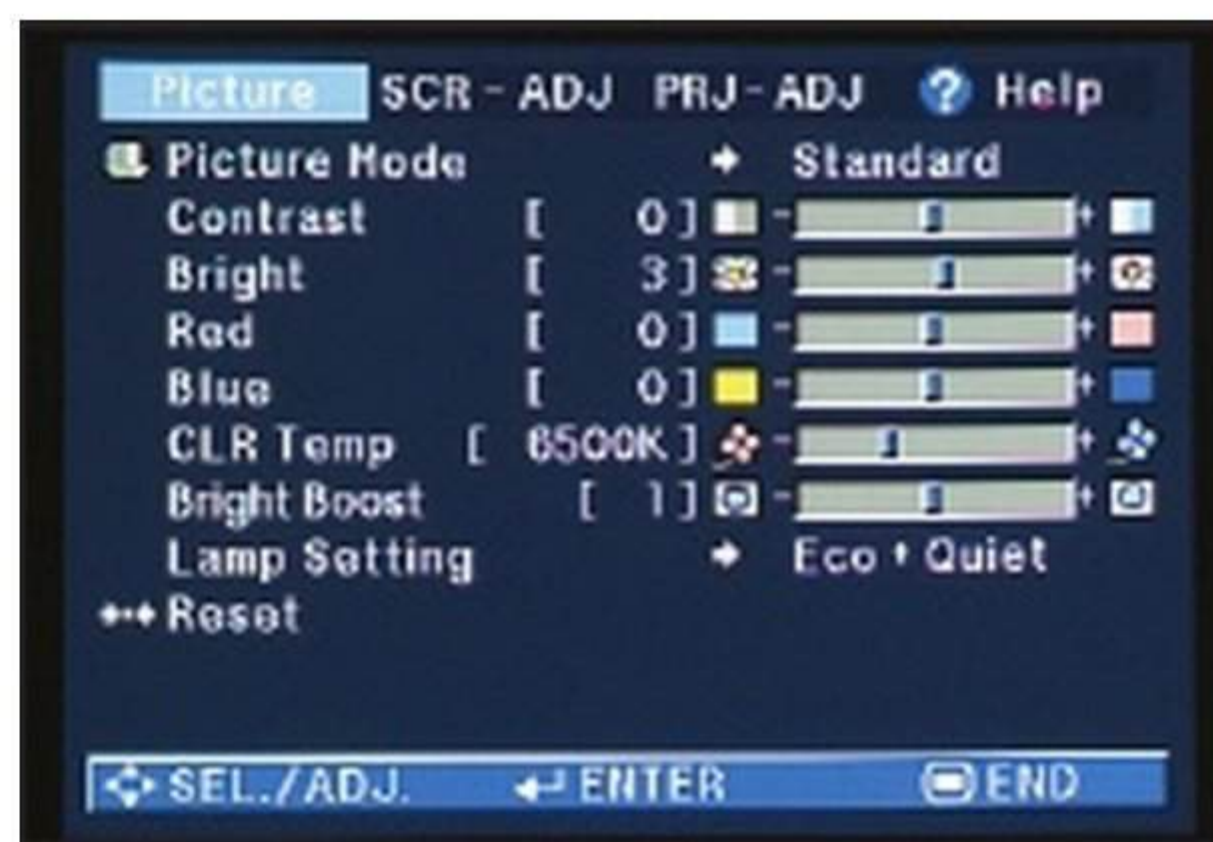 Picture SCR-ADJ PRJ-ADJ ? Help
Picture Mode Standard
Contrast [ 0] - +
Bright [ 3] - +
Red [ 0] - +
Blue [ 0] - +
CLR Temp [ 6500K] - +
Bright Boost [ 1] - +
Lamp Setting Eco+Quiet
Reset
SEL./ADJ. ENTER END